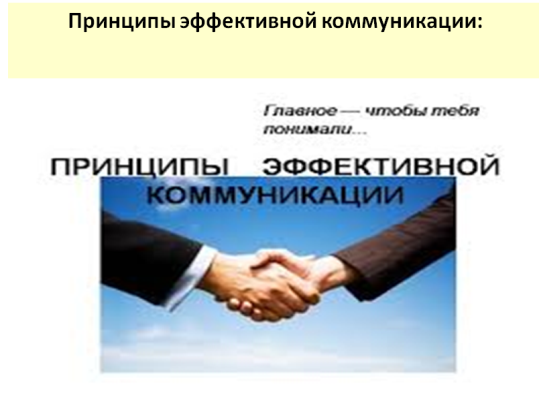 Принципы эффективной коммуникации:
Главное — чтобы тебя
понимали...
ПРИНЦИПЫ ЭФФЕКТИВНОЙ
КОММУНИКАЦИИ